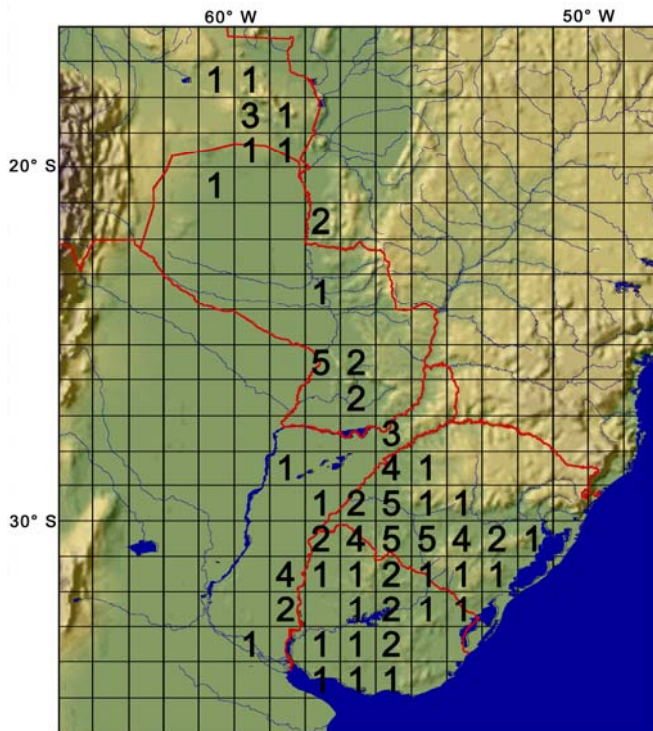 60° W 50° W
1 1
3 1
1 1
20° S
1
2
1
5 2
2
3
1 4 1
1 2 5 1 1
30° S
2 4 5 5 4 2 1
4 1 1 2 1 1 1
2 1 2 1 1
1 1 1 2
1 1 1